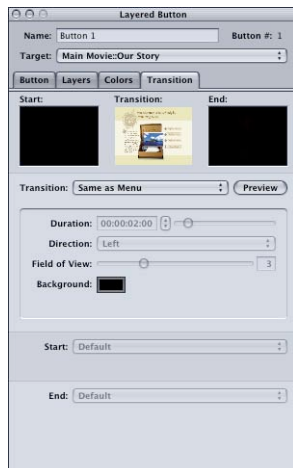 Layered Button
Name: Button 1 Button #: 1
Target: Main Movie::Our Story
Button Layers Colors Transition
Start: Transition: End:
Transition: Same as Menu Preview
Duration: 00:00:02:00
Direction: Left
Field of View: 3
Background:
Start: Default
End: Default